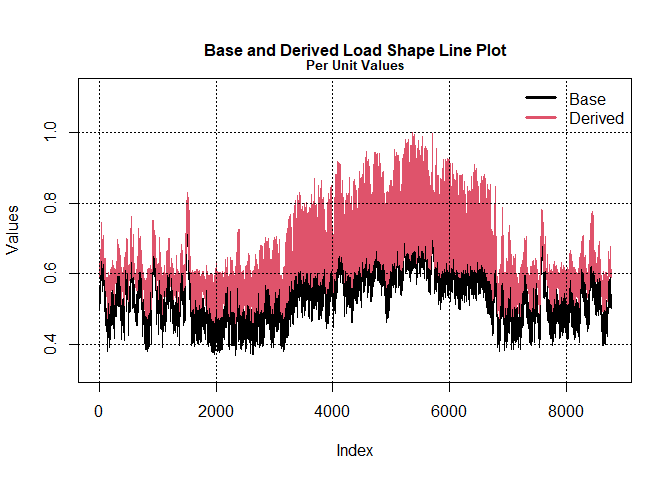 Base and Derived Load Shape Line Plot
Per Unit Values
Base
Derived
Values
1.0
0.8
0.6
0.4
0 2000 4000 6000 8000
Index